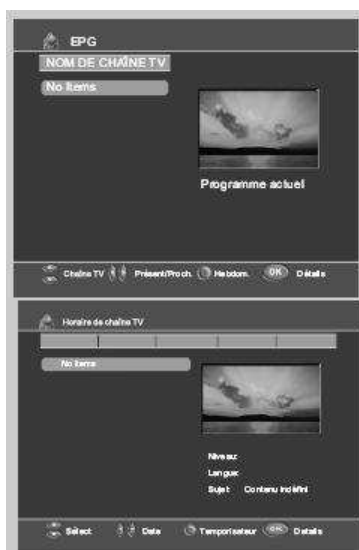 EPG
NOM DE CHAÎNE TV
No Items
Programme actuel
Chaîne TV Présent/Proch. Hebdom. OK Détails
Horaire de chaîne TV
No Items
Niveau:
Langue:
Sujet Contenu indéfini
Sélect Date Temporisateur OK Détails